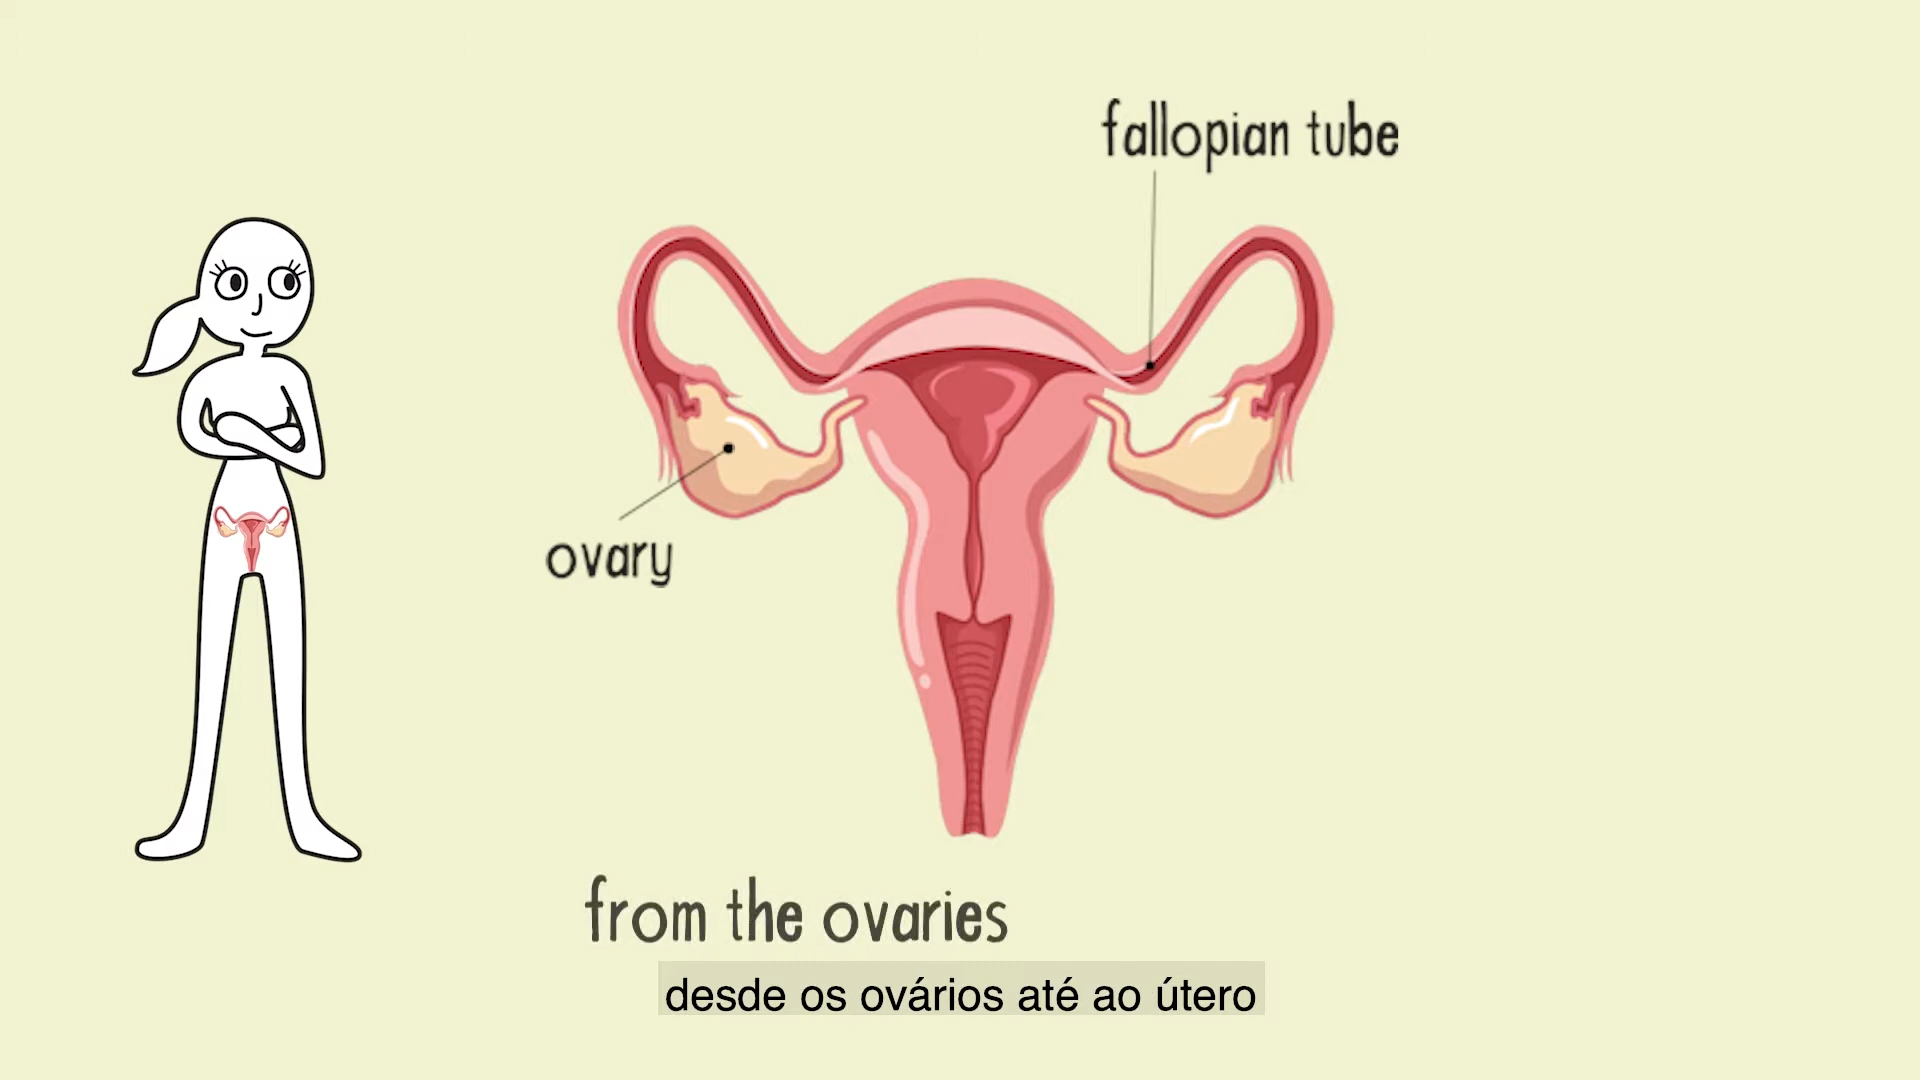 fallopian tube
ovary
from the ovaries
desde os ovários até ao útero